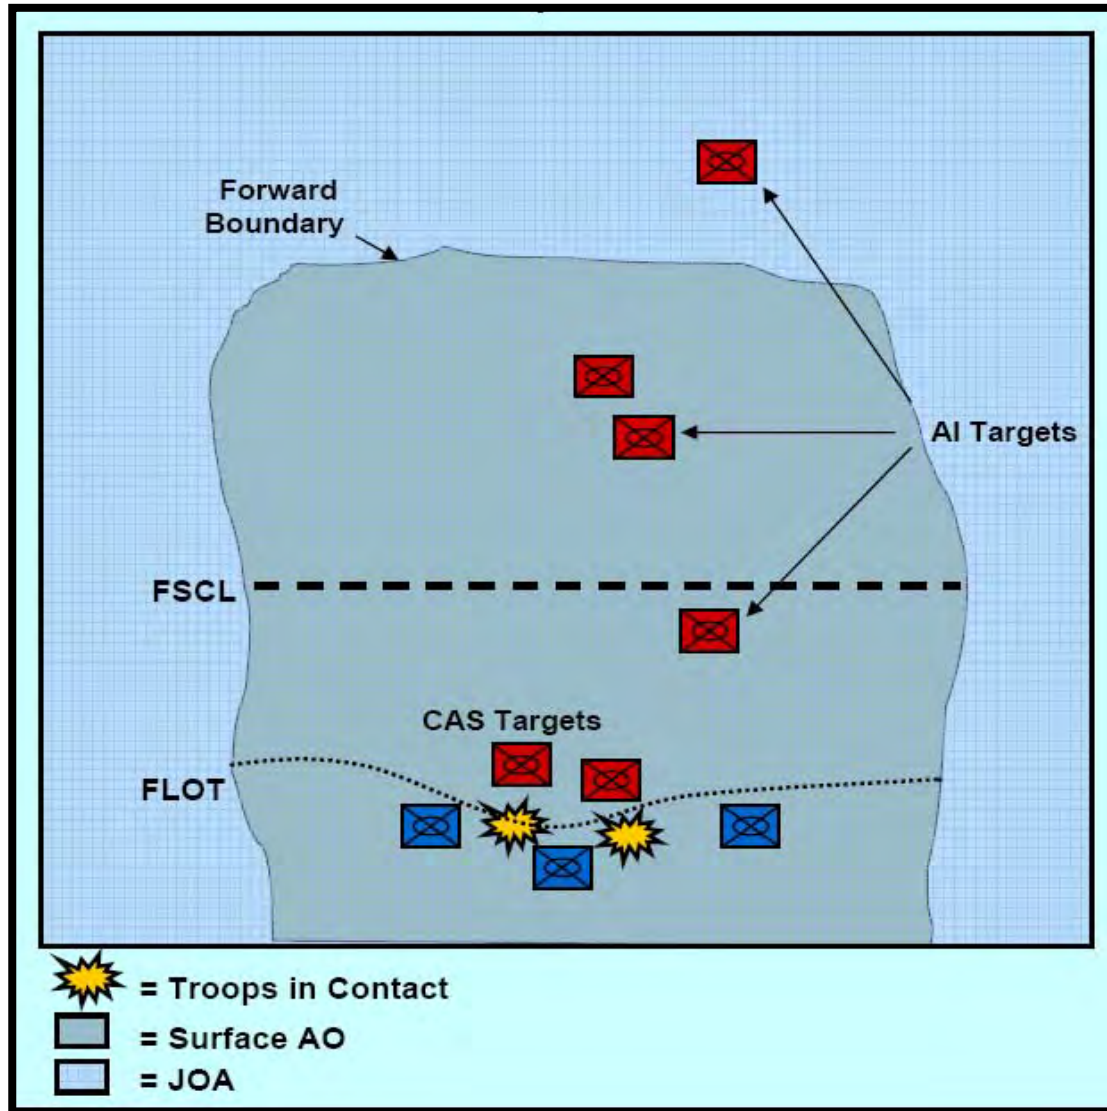 Forward
Boundary
AI Targets
FSCL
CAS Targets
FLOT
= Troops in Contact
= Surface AO
= JOA